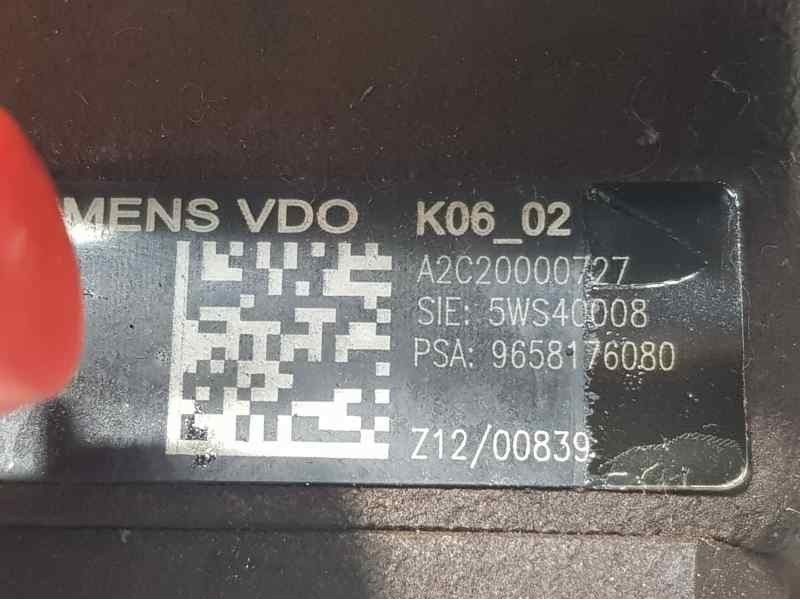 MENS VDO K06_02
A2C20000727
SIE: 5WS40008
PSA: 9658176080
Z12/00839